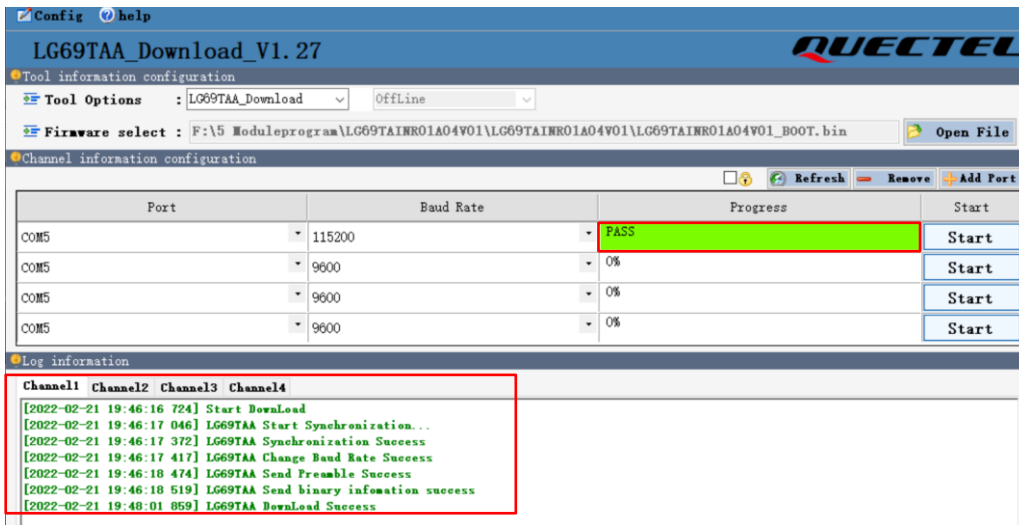 Config help
LG69TAA_Download_V1.27
QUECTEL
Tool information configuration
Tool Options : LG69TAA_Download OffLine
Firmware select : F:\5 Moduleprogram\LG69TAINR01A04V01\LG69TAINR01A04V01\LG69TAINR01A04V01_BOOT.bin Open File
Channel information configuration
Refresh Remove Add Port
Port Baud Rate Progress Start
COM5 115200 PASS Start
COM5 9600 0% Start
COM5 9600 0% Start
COM5 9600 0% Start
Log information
Channel1 Channel2 Channel3 Channel4
[2022-02-21 19:46:16 724] Start DownLoad
[2022-02-21 19:46:17 046] LG69TAA Start Synchronization...
[2022-02-21 19:46:17 372] LG69TAA Synchronization Success
[2022-02-21 19:46:17 417] LG69TAA Change Baud Rate Success
[2022-02-21 19:46:18 474] LG69TAA Send Preamble Success
[2022-02-21 19:46:18 519] LG69TAA Send binary infomation success
[2022-02-21 19:48:01 859] LG69TAA DownLoad Success